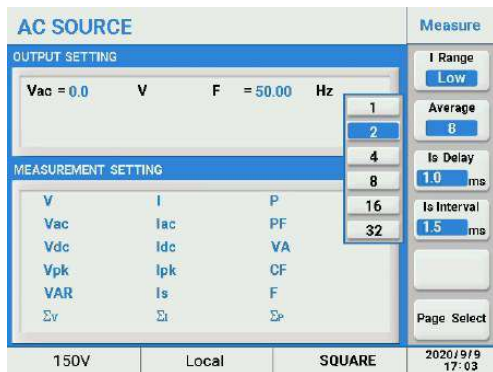 AC SOURCE
Measure
OUTPUT SETTING
Vac = 0.0 V F = 50.00 Hz
1
2
4
8
16
32
MEASUREMENT SETTING
V I P
Vac Iac PF
Vdc Idc VA
Vpk Ipk CF
VAR Is F
Σv Σı Σᴘ
I Range
Low
Average
8
Is Delay
1.0 ms
Is Interval
1.5 ms
Page Select
150V Local SQUARE 2020/9/9
17:03